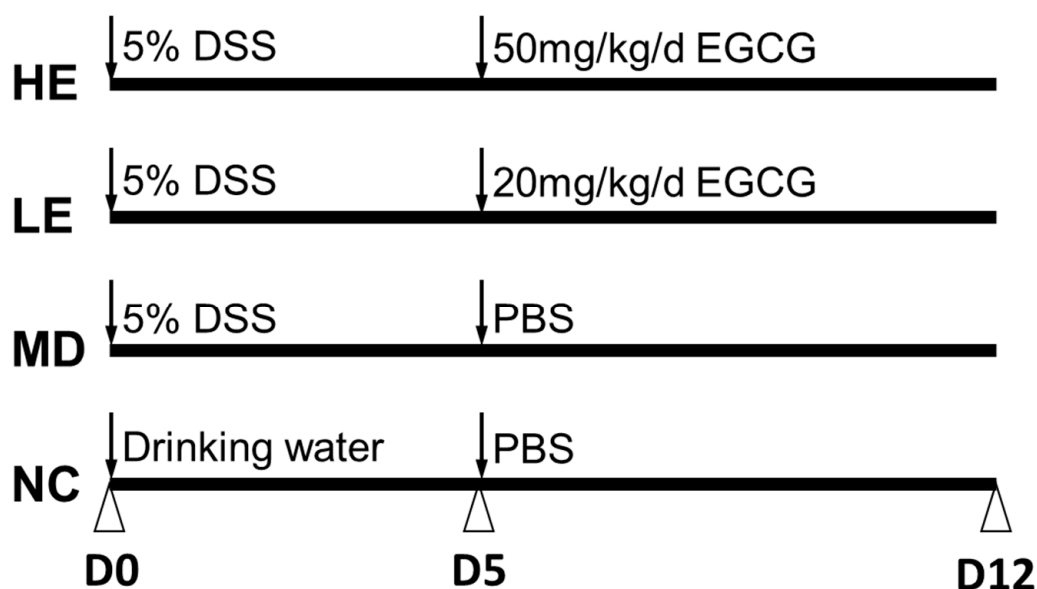 5% DSS 50mg/kg/d EGCG
HE
5% DSS 20mg/kg/d EGCG
LE
5% DSS PBS
MD
Drinking water PBS
NC
D0 D5 D12